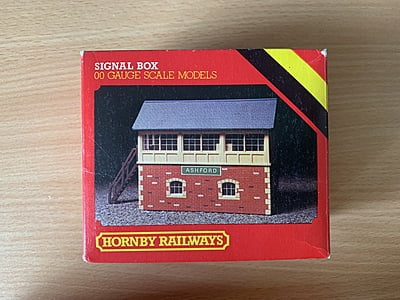 SIGNAL BOX
00 GAUGE SCALE MODELS
ASHFORD
HORNBY RAILWAYS